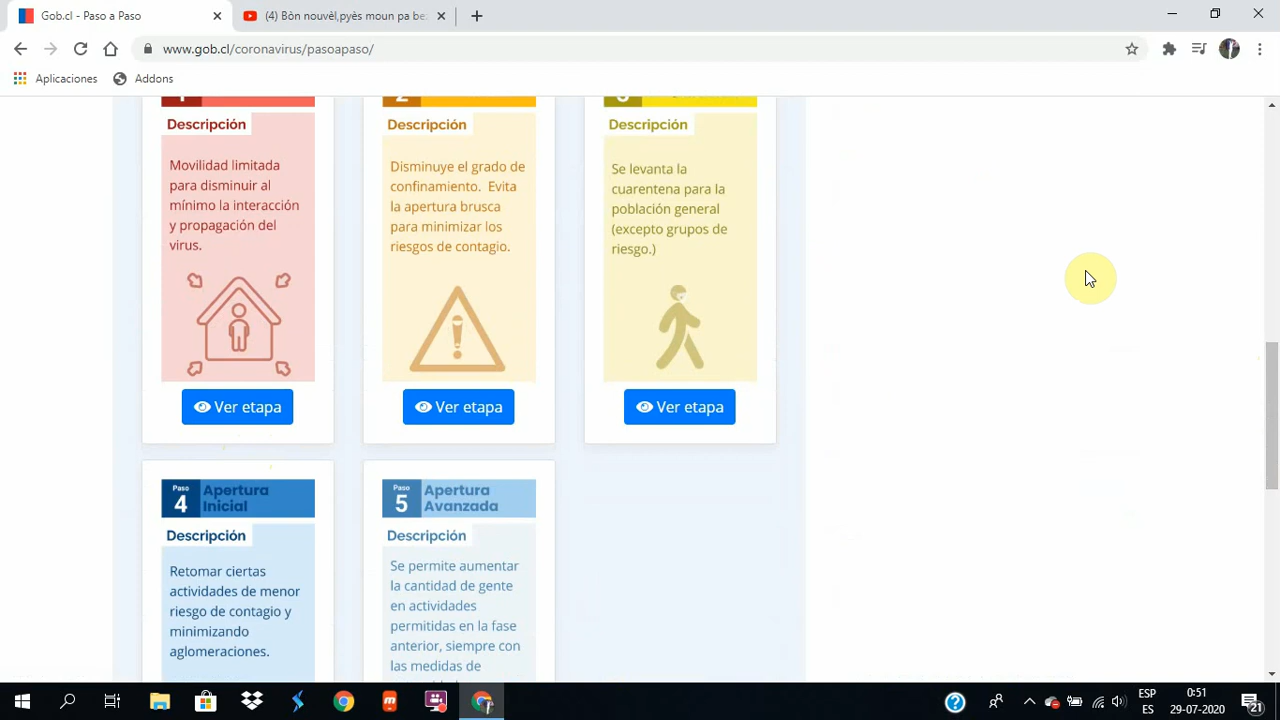 Gob.cl - Paso a Paso
(4) Bòn nouvèl,pyès moun pa be
www.gob.cl/coronavirus/pasoapaso/
Aplicaciones
Addons
Descripción
Movilidad limitada
para disminuir al
mínimo la interacción
y propagación del
virus.
Ver etapa
Descripción
Disminuye el grado de
confinamiento. Evita
la apertura brusca
para minimizar los
riesgos de contagio.
Ver etapa
Descripción
Se levanta la
cuarentena para la
población general
(excepto grupos de
riesgo.)
Ver etapa
Paso
4
Apertura
Inicial
Descripción
Retomar ciertas
actividades de menor
riesgo de contagio y
minimizando
aglomeraciones.
Paso
5
Apertura
Avanzada
Descripción
Se permite aumentar
la cantidad de gente
en actividades
permitidas en la fase
anterior, siempre con
las medidas de
ESP
ES
0:51
29-07-2020
21